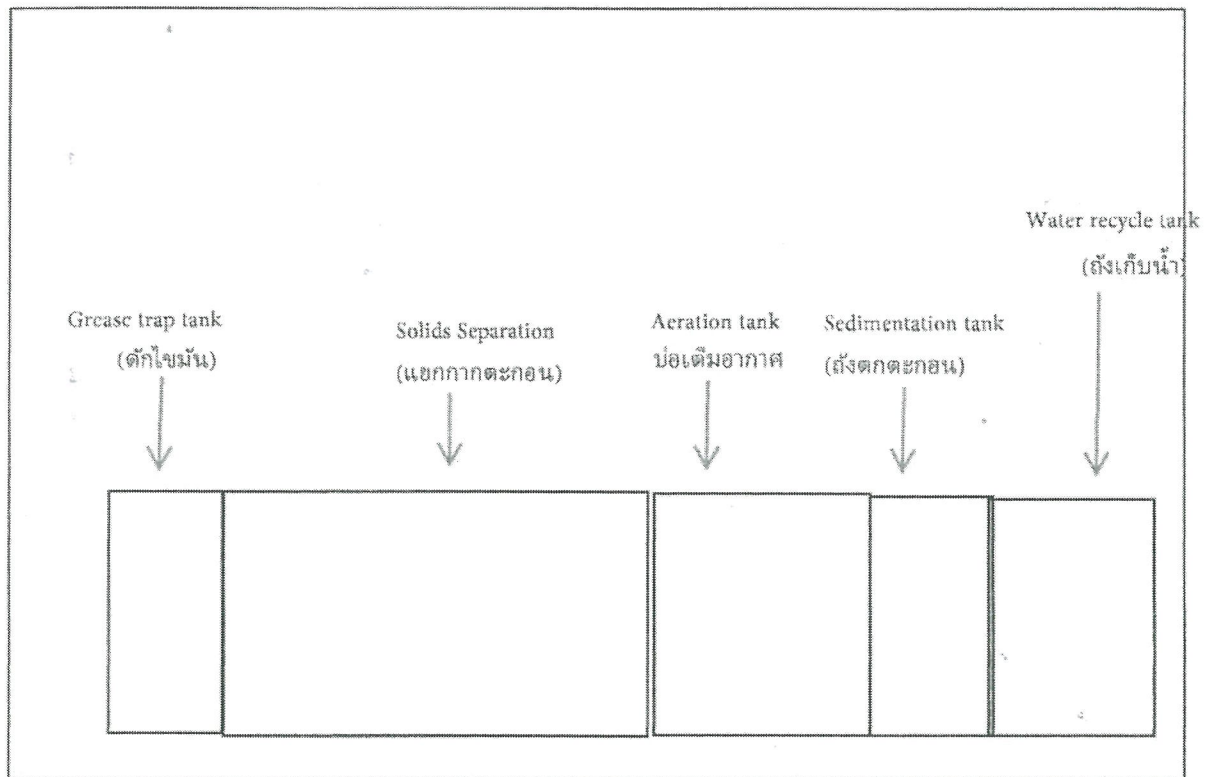 Water recycle tank
(ถังเก็บน้ำ)
Grease trap tank
(ดักไขมัน)
Solids Separation
(แยกกากตะกอน)
Aeration tank
บ่อเติมอากาศ
Sedimentation tank
(ถังตกตะกอน)